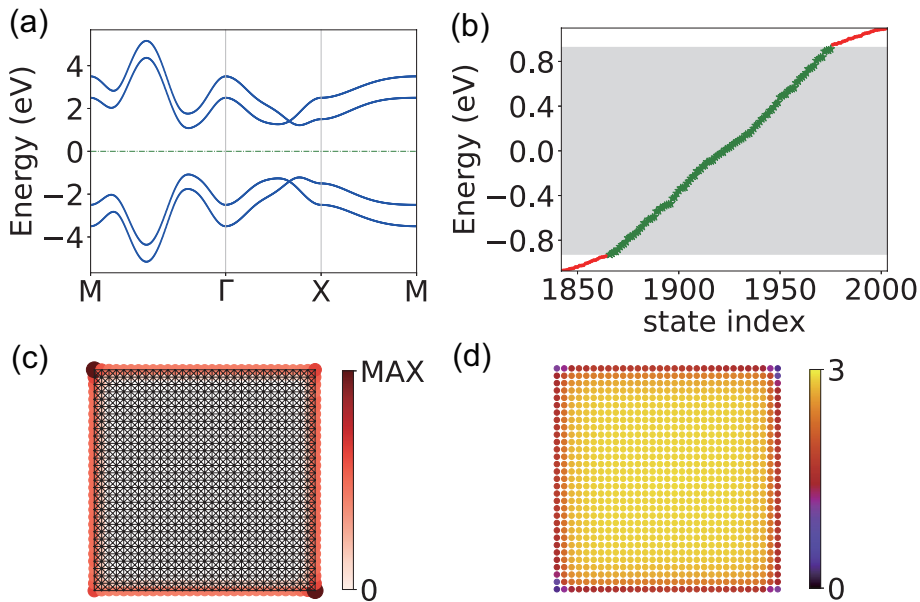 (a)
Energy (eV)
4
2
0
−2
−4
M Γ X M
(b)
Energy (eV)
0.8
0.4
0.0
−0.4
−0.8
1850 1900 1950 2000
state index
(c)
MAX
0
(d)
3
0